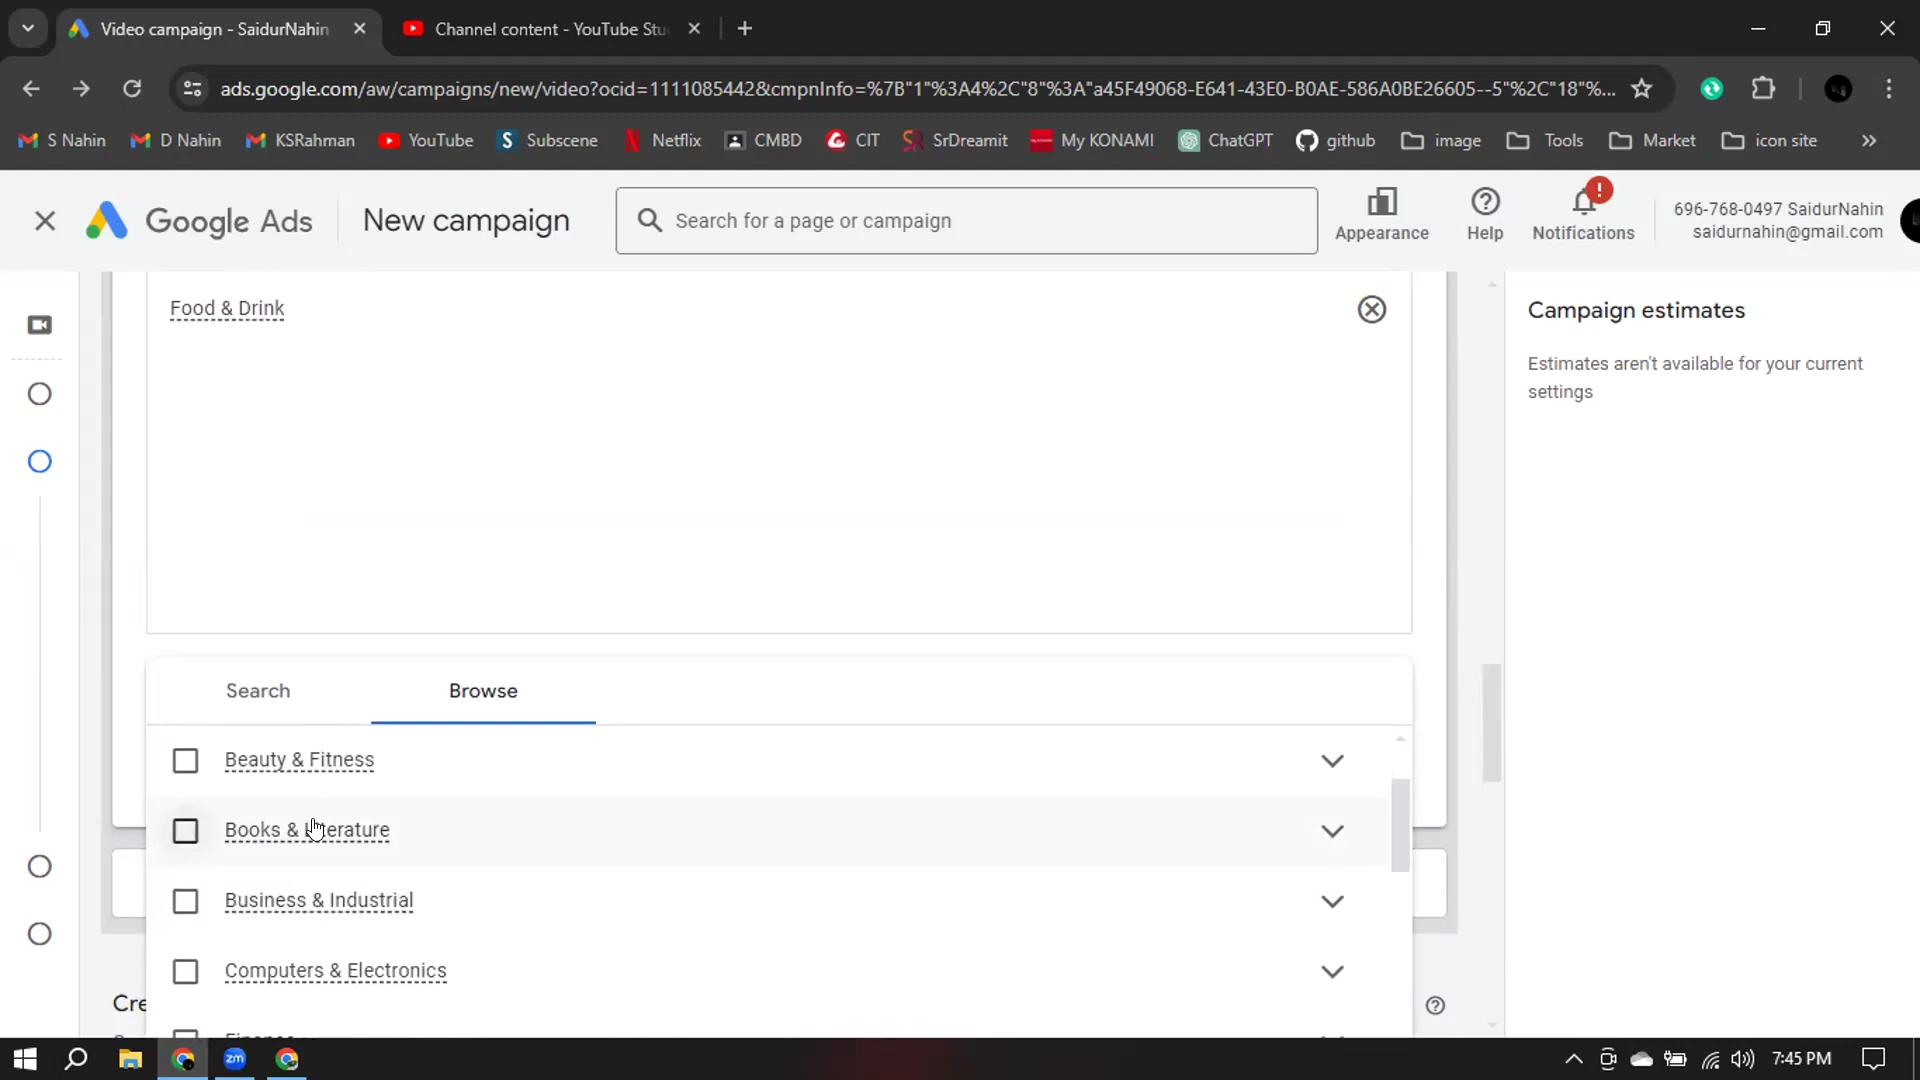 Video campaign - SaidurNahin
Channel content - YouTube Stu
ads.google.com/aw/campaigns/new/video?ocid=1111085442&cmpnInfo=%7B"1"%3A4%2C"8"%3A"a45F49068-E641-43E0-B0AE-586A0BE26605--5"%2C"18"%...
S Nahin
D Nahin
KSRahman
YouTube
Subscene
Netflix
CMBD
CIT
SrDreamit
My KONAMI
ChatGPT
github
image
Tools
Market
icon site
Google Ads
New campaign
Search for a page or campaign
Appearance
Help
Notifications
696-768-0497 SaidurNahin
saidurnahin@gmail.com
Food & Drink
Campaign estimates
Estimates aren't available for your current
settings
Search
Browse
Beauty & Fitness
Books & Literature
Business & Industrial
Computers & Electronics
Cre
7:45 PM